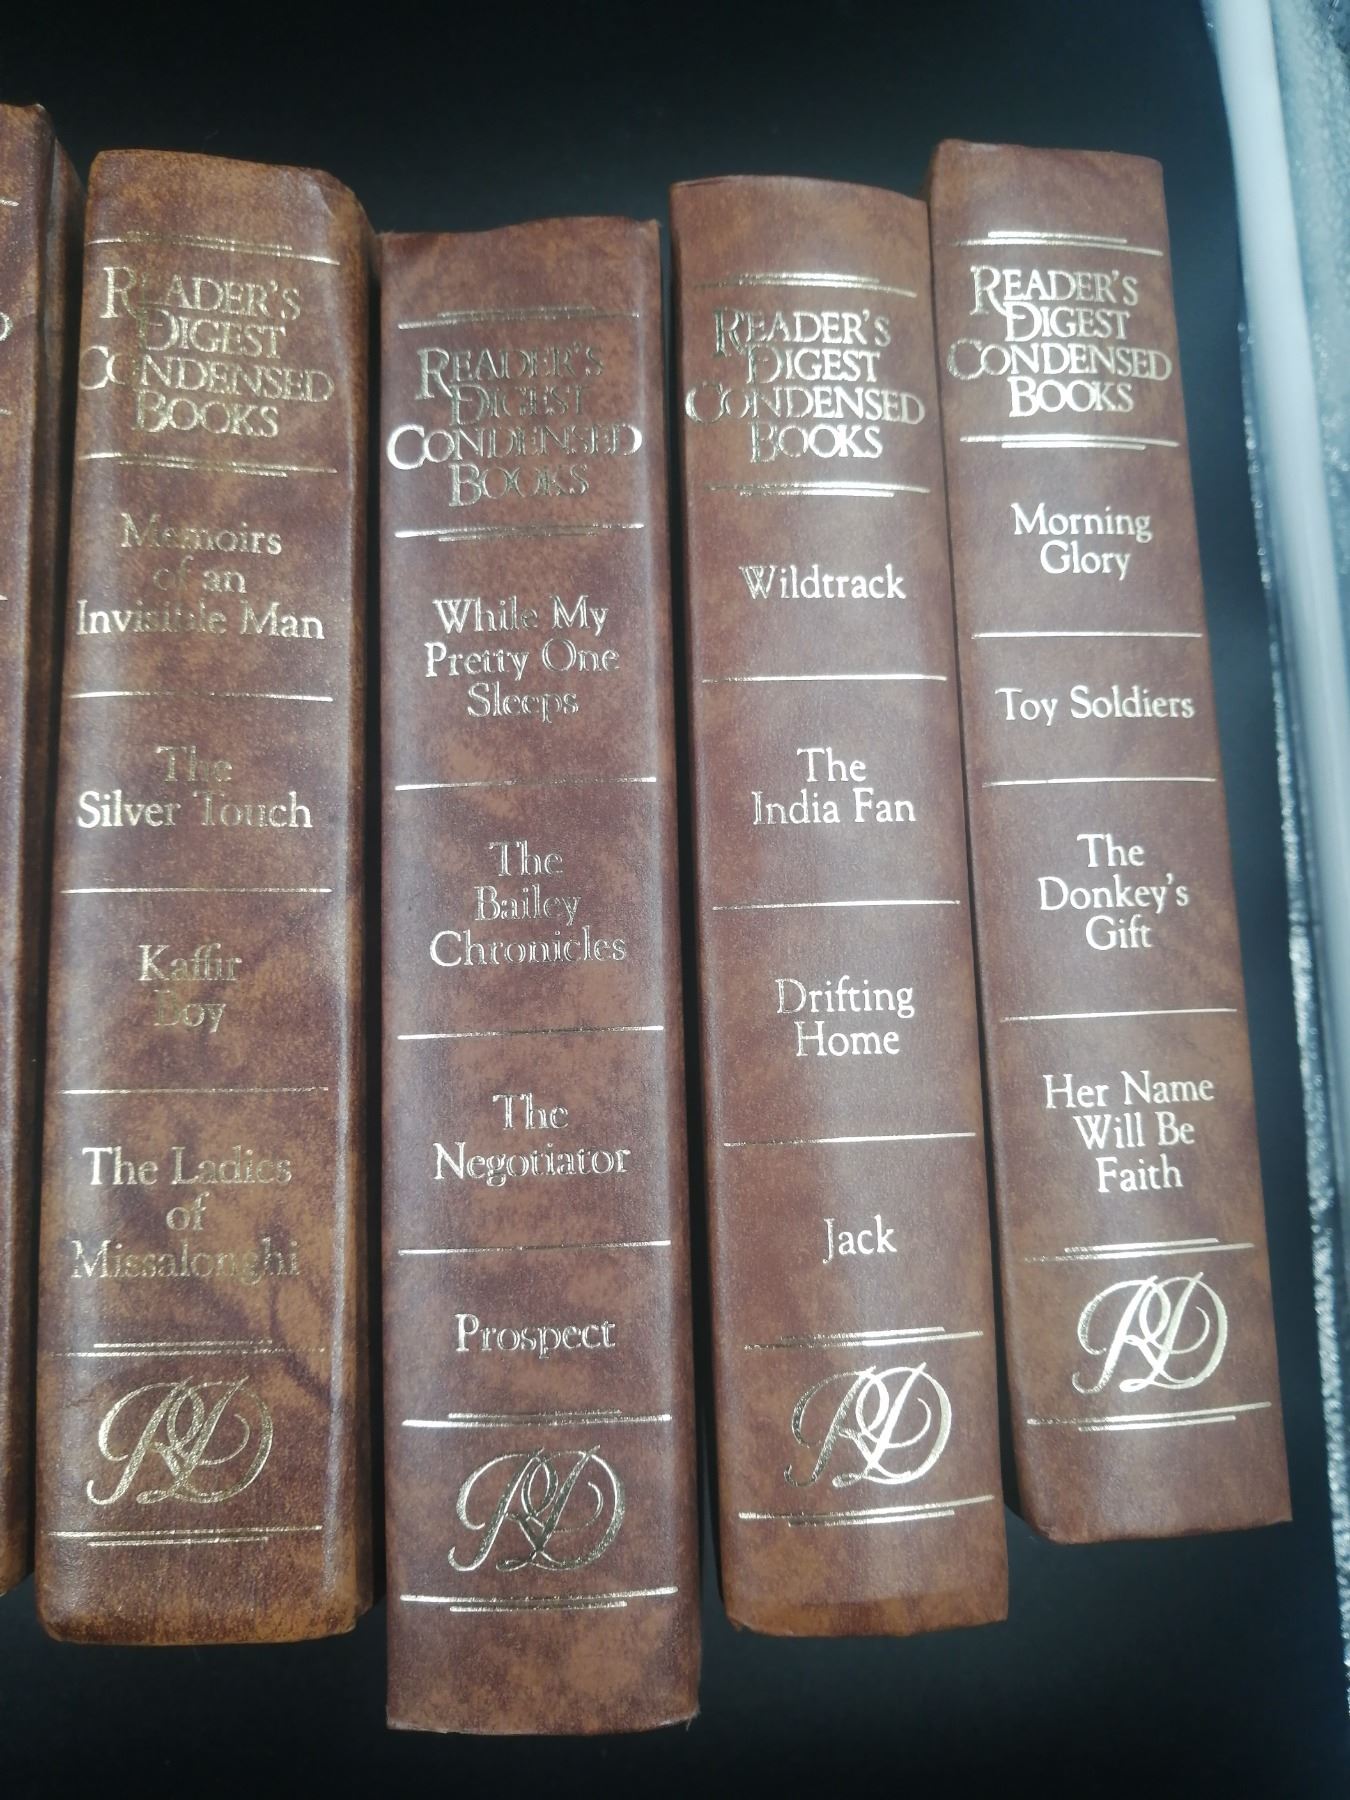 READER'S
DIGEST
CONDENSED
BOOKS
Memoirs
of an
Invisible Man
The
Silver Touch
Kaffir
Boy
The Ladies
of
Missalonghi
RD
READER'S
DIGEST
CONDENSED
BOOKS
While My
Pretty One
Sleeps
The
Bailey
Chronicles
The
Negotiator
Prospect
RD
READER'S
DIGEST
CONDENSED
BOOKS
Wildtrack
The
India Fan
Drifting
Home
Jack
RD
READER'S
DIGEST
CONDENSED
BOOKS
Morning
Glory
Toy Soldiers
The
Donkey's
Gift
Her Name
Will Be
Faith
RD